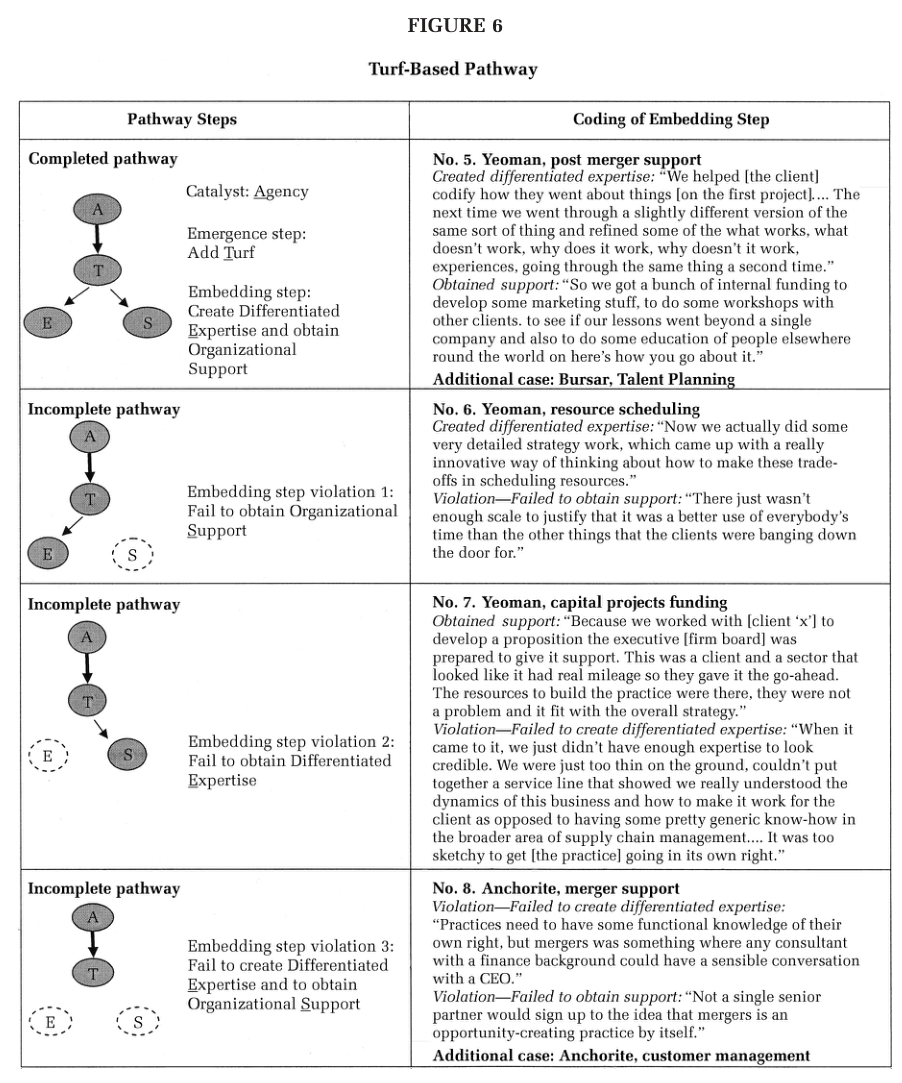 FIGURE 6
Turf-Based Pathway
Pathway Steps
Coding of Embedding Step
Completed pathway
A
T
E
S
Catalyst: Agency
Emergence step:
Add Turf
Embedding step:
Create Differentiated
Expertise and obtain
Organizational
Support
No. 5. Yeoman, post merger support
Created differentiated expertise: “We helped [the client]
codify how they went about things [on the first project].... The
next time we went through a slightly different version of the
same sort of thing and refined some of the what works, what
doesn’t work, why does it work, why doesn’t it work,
experiences, going through the same thing a second time.”
Obtained support: “So we got a bunch of internal funding to
develop some marketing stuff, to do some workshops with
other clients. to see if our lessons went beyond a single
company and also to do some education of people elsewhere
round the world on here’s how you go about it.”
Additional case: Bursar, Talent Planning
Incomplete pathway
A
T
E
S
Embedding step violation 1:
Fail to obtain Organizational
Support
No. 6. Yeoman, resource scheduling
Created differentiated expertise: “Now we actually did some
very detailed strategy work, which came up with a really
innovative way of thinking about how to make these trade-
offs in scheduling resources.”
Violation—Failed to obtain support: “There just wasn’t
enough scale to justify that it was a better use of everybody’s
time than the other things that the clients were banging down
the door for.”
Incomplete pathway
A
T
E
S
Embedding step violation 2:
Fail to obtain Differentiated
Expertise
No. 7. Yeoman, capital projects funding
Obtained support: “Because we worked with [client ‘x’] to
develop a proposition the executive [firm board] was
prepared to give it support. This was a client and a sector that
looked like it had real mileage so they gave it the go-ahead.
The resources to build the practice were there, they were not
a problem and it fit with the overall strategy.”
Violation—Failed to create differentiated expertise: “When it
came to it, we just didn’t have enough expertise to look
credible. We were just too thin on the ground, couldn’t put
together a service line that showed we really understood the
dynamics of this business and how to make it work for the
client as opposed to having some pretty generic know-how in
the broader area of supply chain management.... It was too
sketchy to get [the practice] going in its own right.”
Incomplete pathway
A
T
E
S
Embedding step violation 3:
Fail to create Differentiated
Expertise and to obtain
Organizational Support
No. 8. Anchorite, merger support
Violation—Failed to create differentiated expertise:
“Practices need to have some functional knowledge of their
own right, but mergers was something where any consultant
with a finance background could have a sensible conversation
with a CEO.”
Violation—Failed to obtain support: “Not a single senior
partner would sign up to the idea that mergers is an
opportunity-creating practice by itself.”
Additional case: Anchorite, customer management